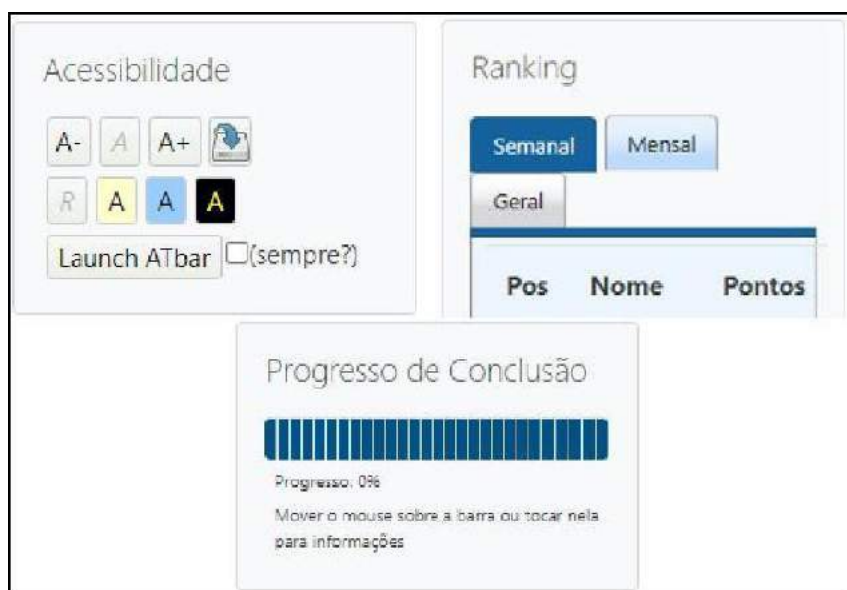 Acessibilidade
A- A A+
R A A A
Launch ATbar (sempre?)
Ranking
Semanal Mensal
Geral
Pos Nome Pontos
Progresso de Conclusão
Progresso: 0%
Mover o mouse sobre a barra ou tocar nela
para informações